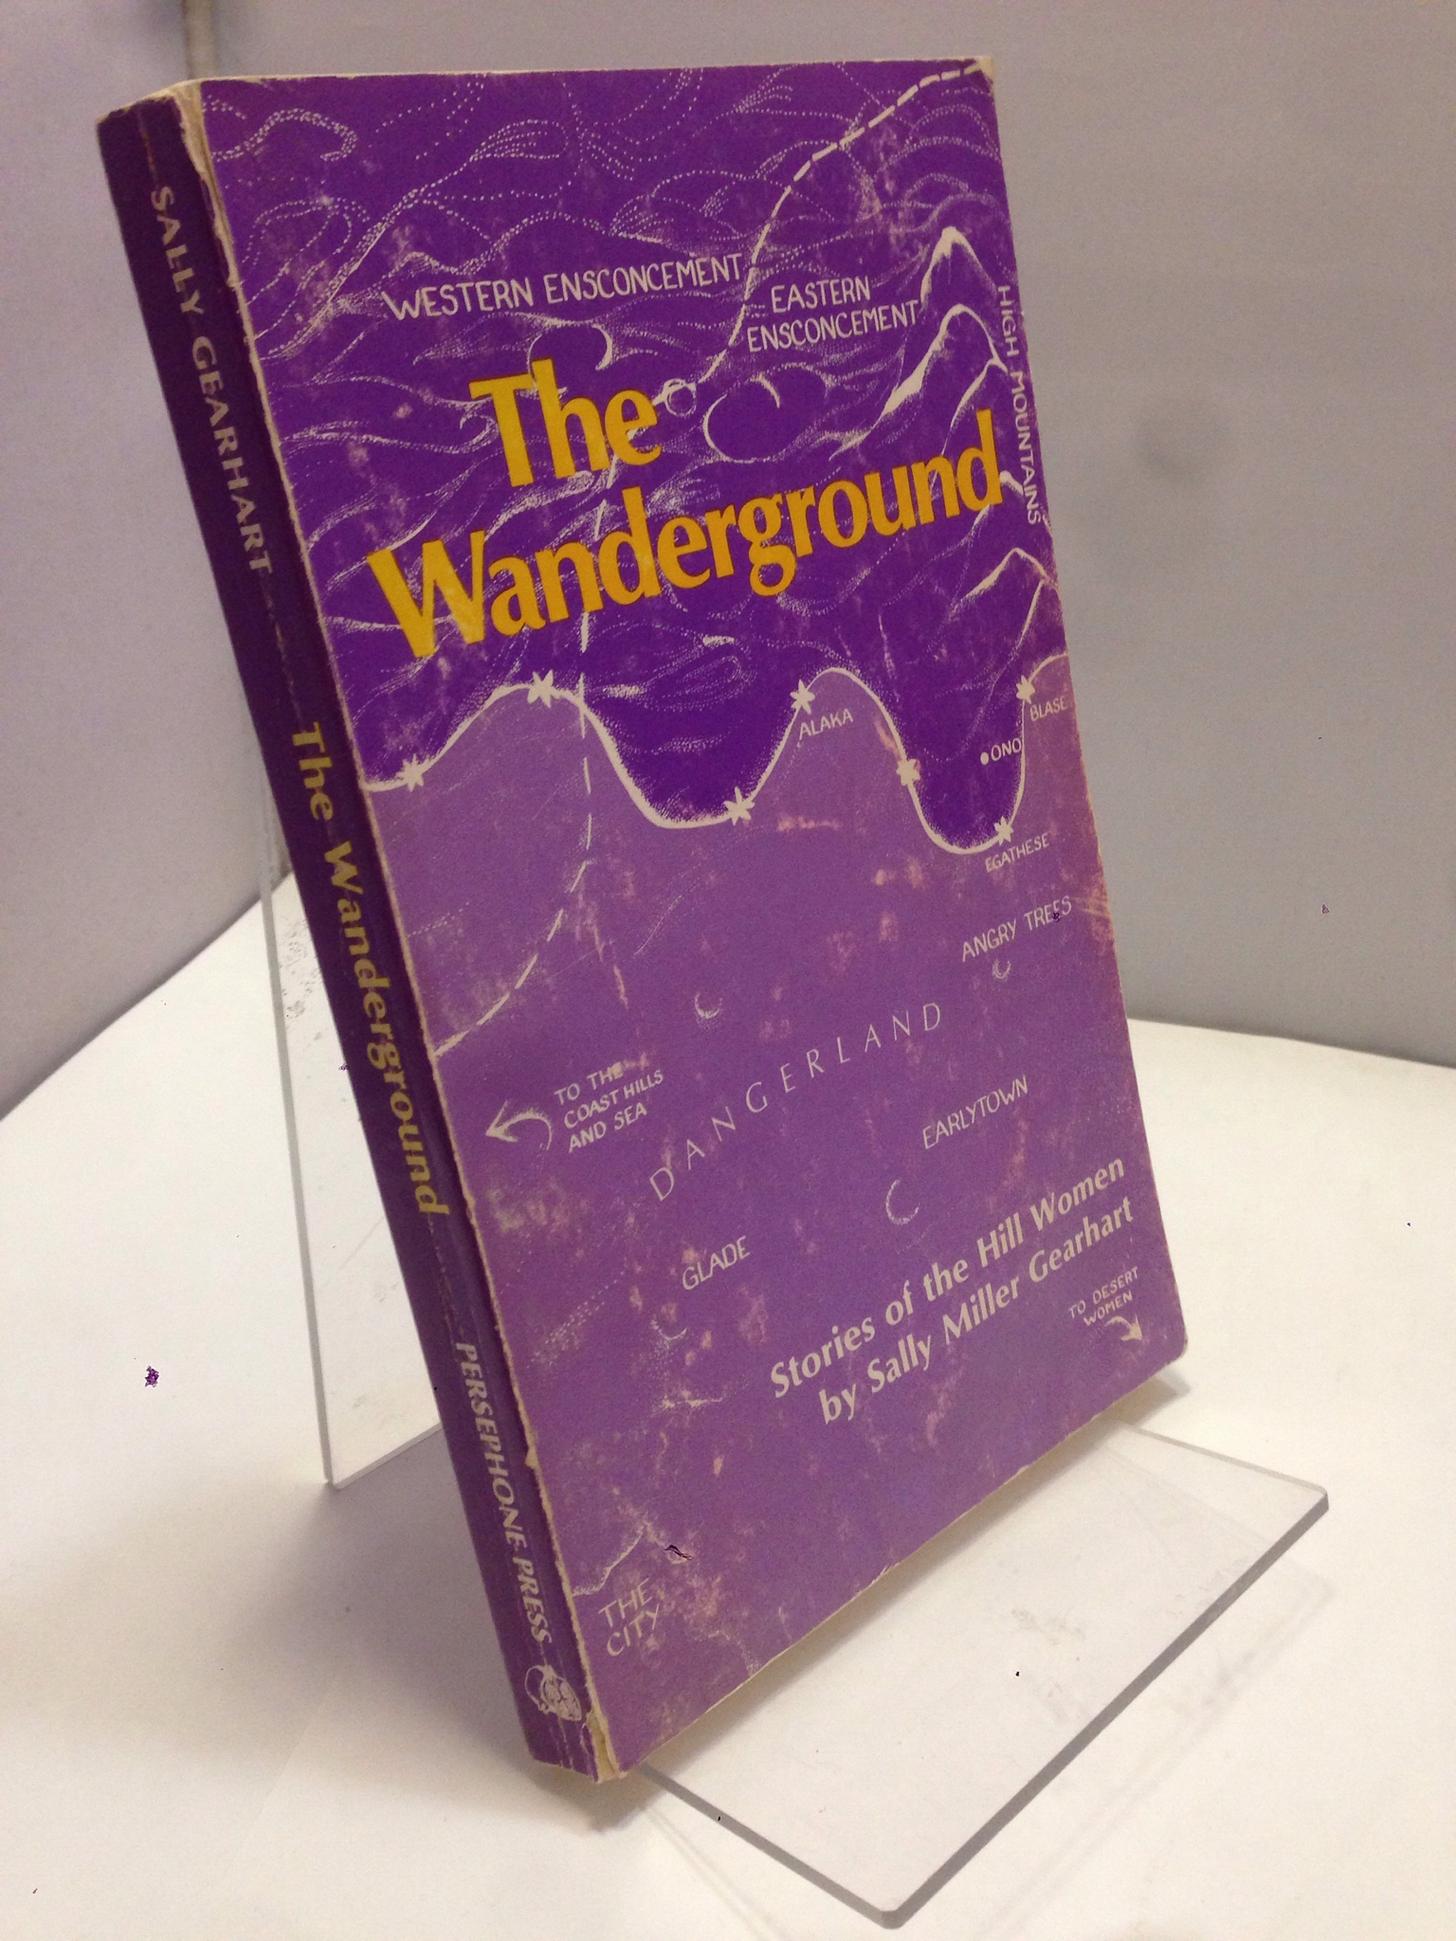 SALLY GEARHART
The Wanderground
PERSEPHONE PRESS
WESTERN ENSCONCEMENT
EASTERN
ENSCONCEMENT
HIGH MOUNTAINS
The
Wanderground
ALAKA
BLASE
ONO
EGATHESE
ANGRY TREES
DANGERLAND
TO THE
COAST HILLS
AND SEA
EARLYTOWN
GLADE
Stories of the Hill Women
by Sally Miller Gearhart
TO DESERT
WOMEN
THE
CITY